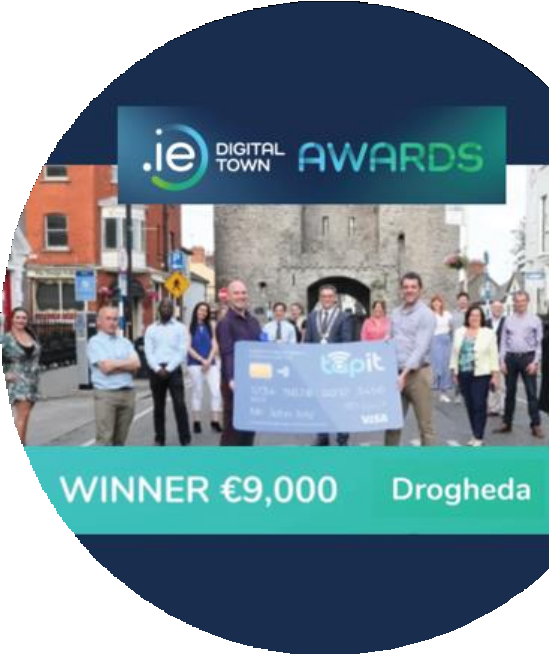 .ie DIGITAL TOWN AWARDS
tapit
VISA
WINNER €9,000 Drogheda